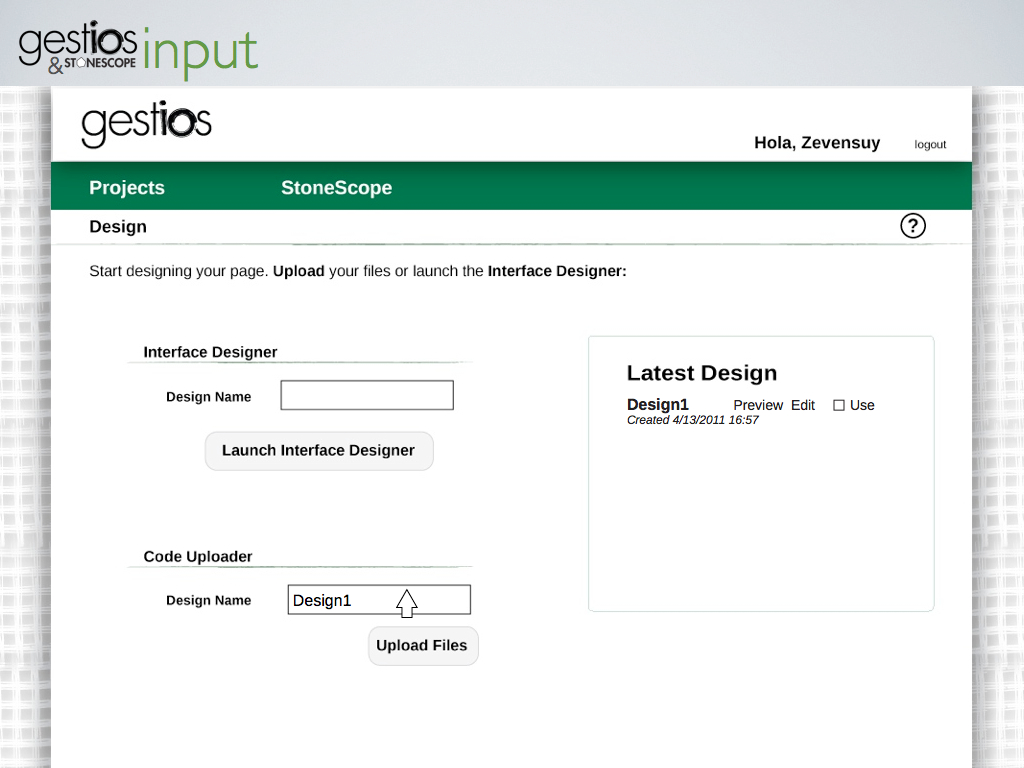 gestios input
& STONESCOPE
gestios
Hola, Zevensuy logout
Projects StoneScope
Design ?
Start designing your page. Upload your files or launch the Interface Designer:
Interface Designer
Design Name
Launch Interface Designer
Latest Design
Design1 Preview Edit Use
Created 4/13/2011 16:57
Code Uploader
Design Name Design1
Upload Files